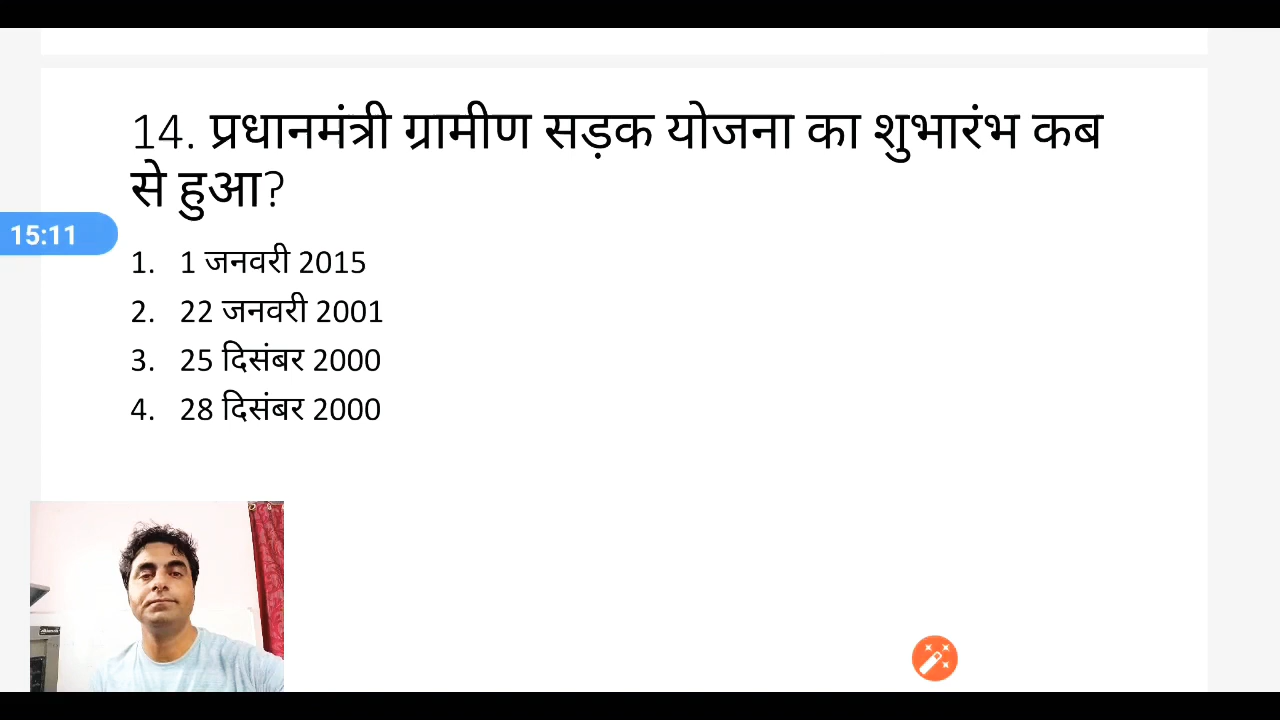 14. प्रधानमंत्री ग्रामीण सड़क योजना का शुभारंभ कब
से हुआ?
15:11
1. 1 जनवरी 2015
2. 22 जनवरी 2001
3. 25 दिसंबर 2000
4. 28 दिसंबर 2000